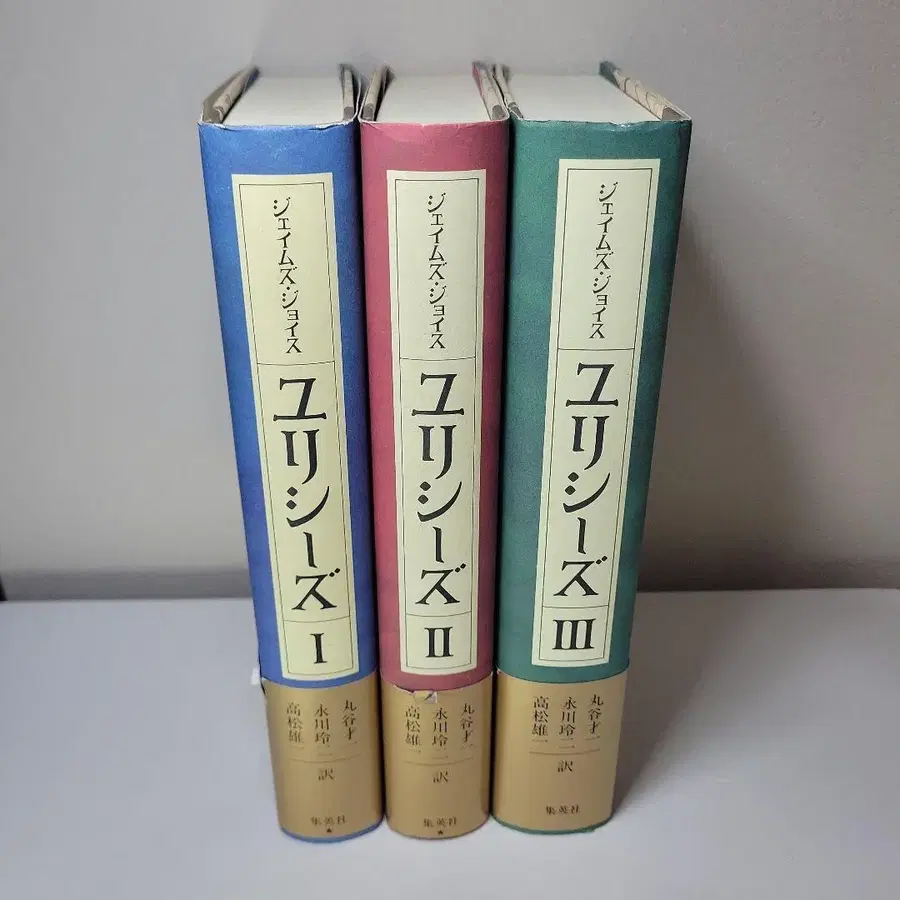 ジェイムズ・ジョイス
ユリシーズ
I
丸谷才一
永川玲二
高松雄一
訳
集英社
ジェイムズ・ジョイス
ユリシーズ
II
丸谷才一
永川玲二
高松雄一
訳
集英社
ジェイムズ・ジョイス
ユリシーズ
III
丸谷才一
永川玲二
高松雄一
訳
集英社